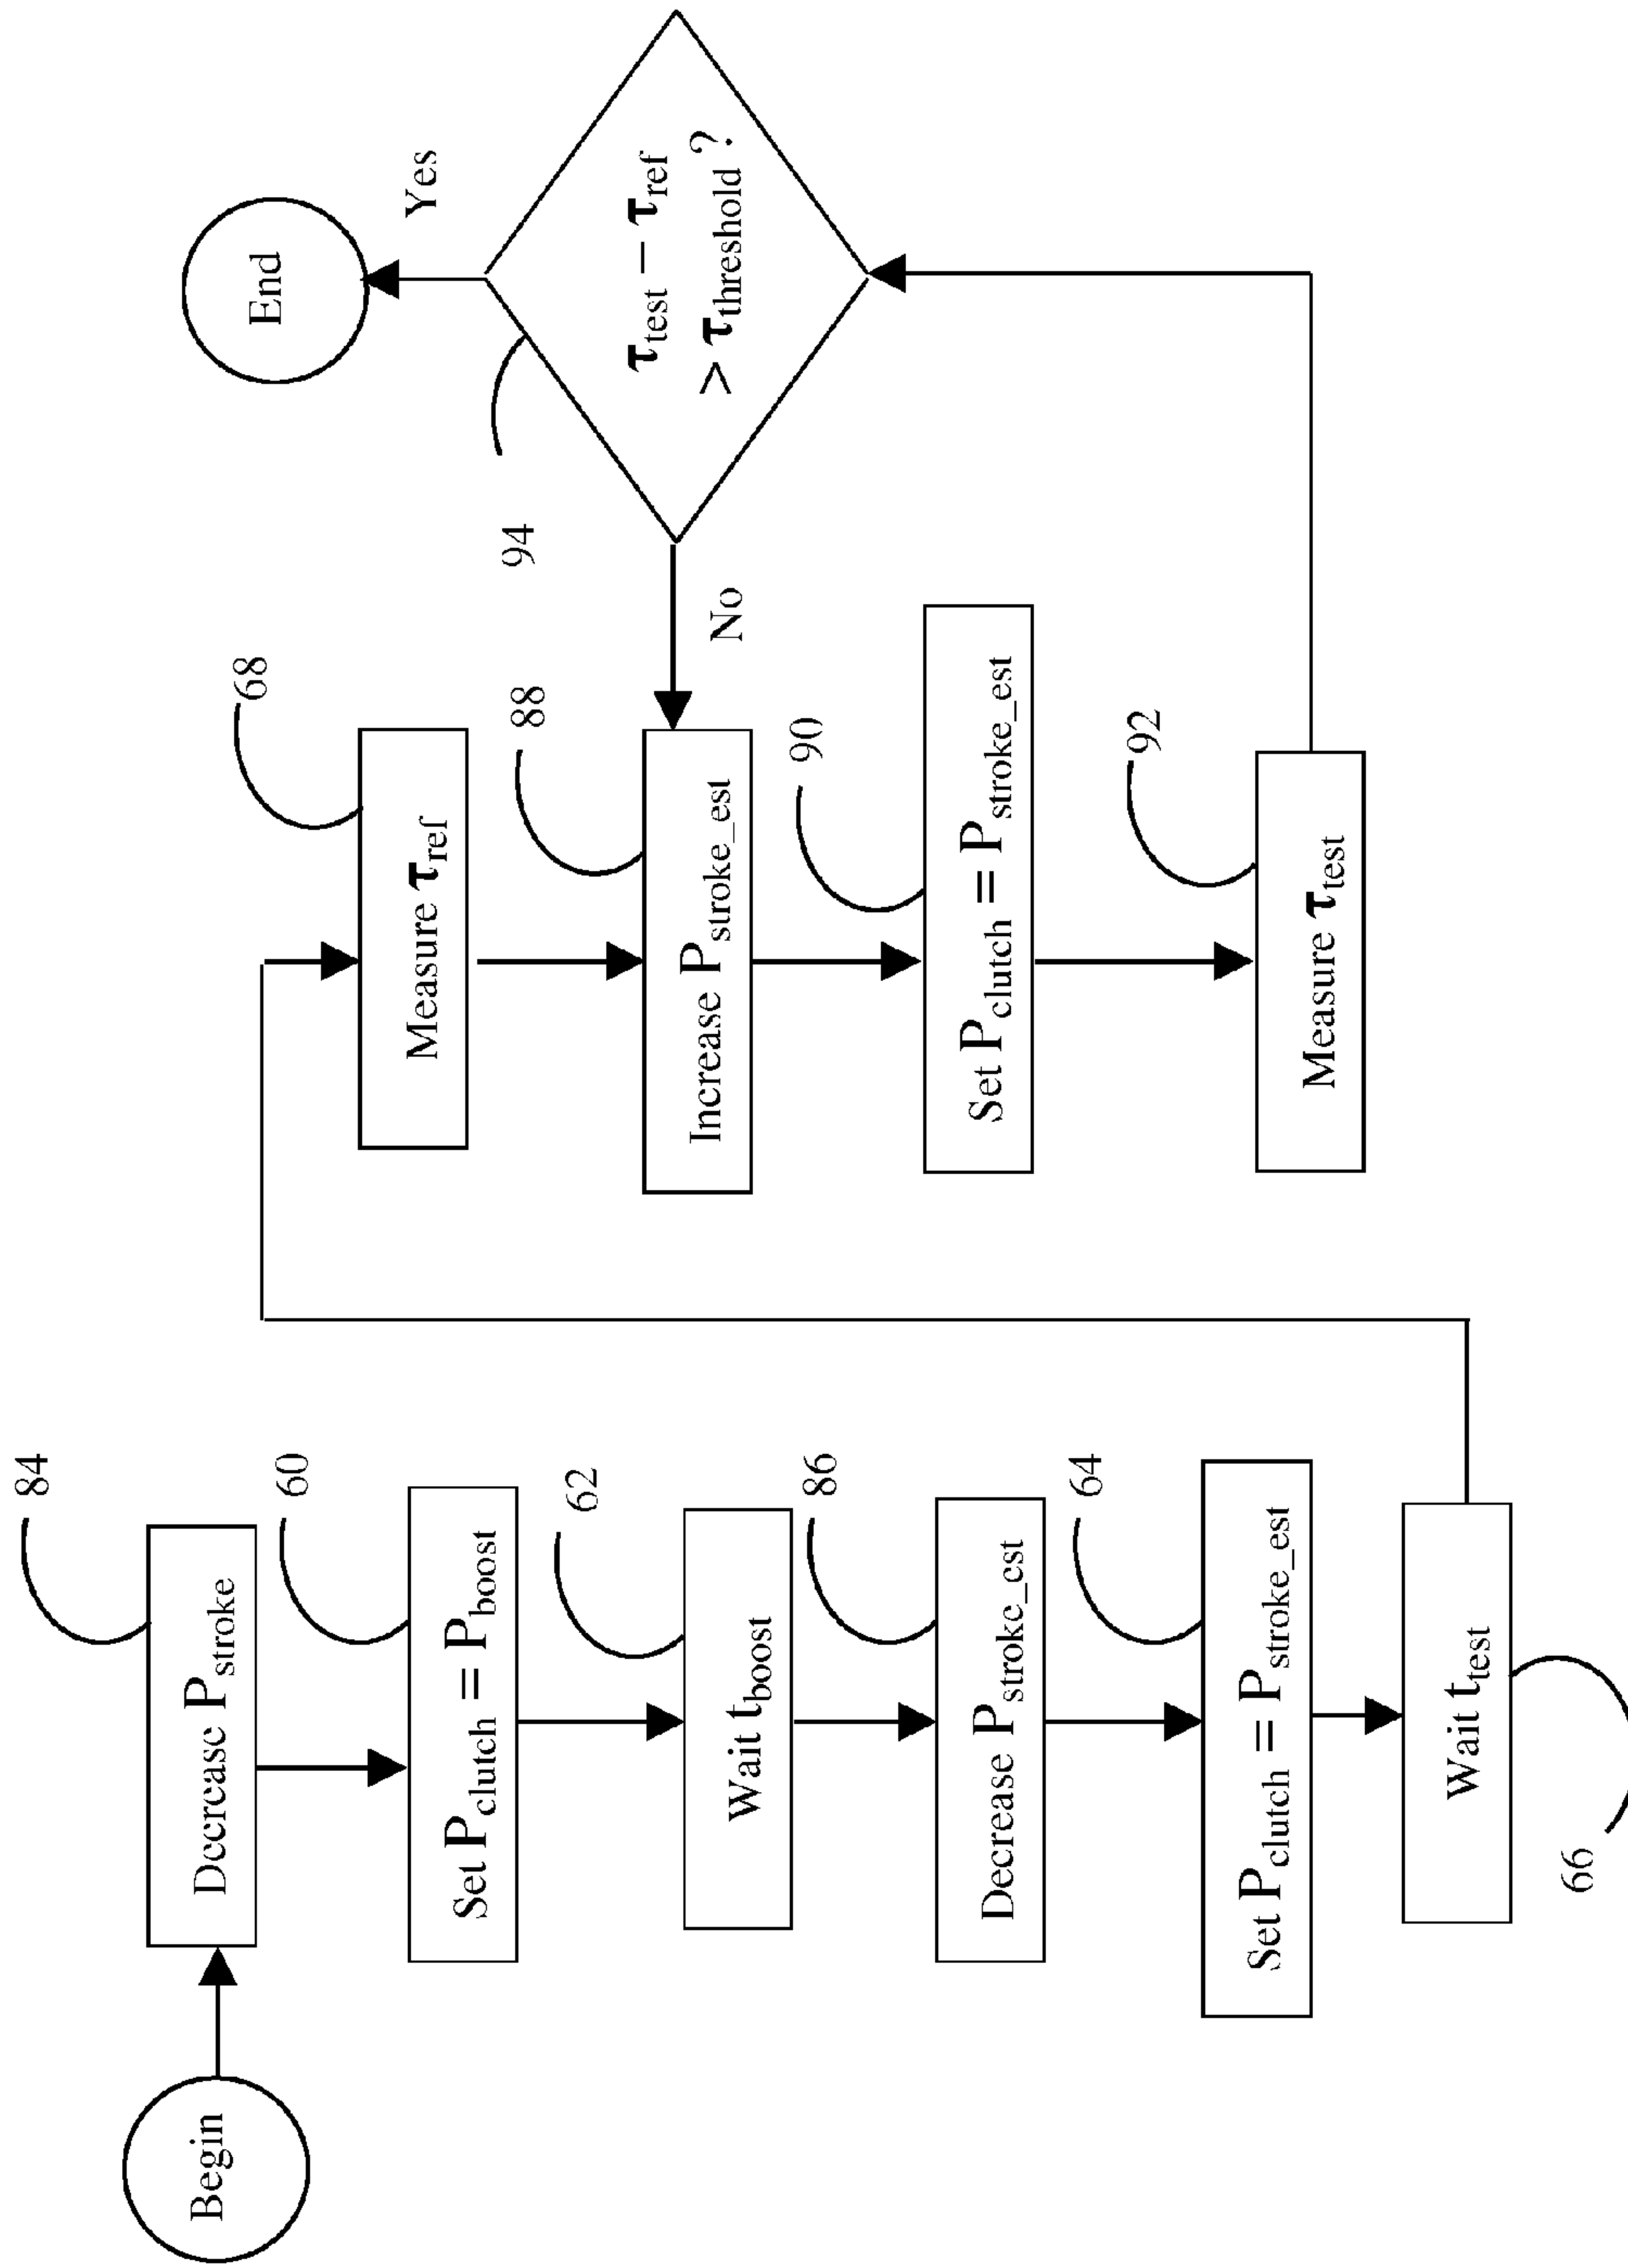 Begin
84
Decrease P_stroke
60
Set P_clutch = P_boost
62
Wait t_boost
86
Decrease P_stroke_est
64
Set P_clutch = P_stroke_est
Wait t_test
66
68
Measure τ_ref
88
Increase P_stroke_est
90
Set P_clutch = P_stroke_est
92
Measure τ_test
94
No
τ_test – τ_ref
> τ_threshold ?
Yes
End